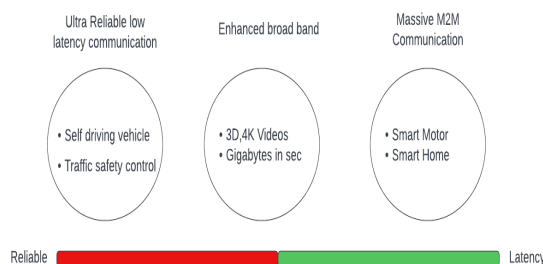 Ultra Reliable low
latency communication
Enhanced broad band
Massive M2M
Communication
• Self driving vehicle
• Traffic safety control
• 3D,4K Videos
• Gigabytes in sec
• Smart Motor
• Smart Home
Reliable
Latency